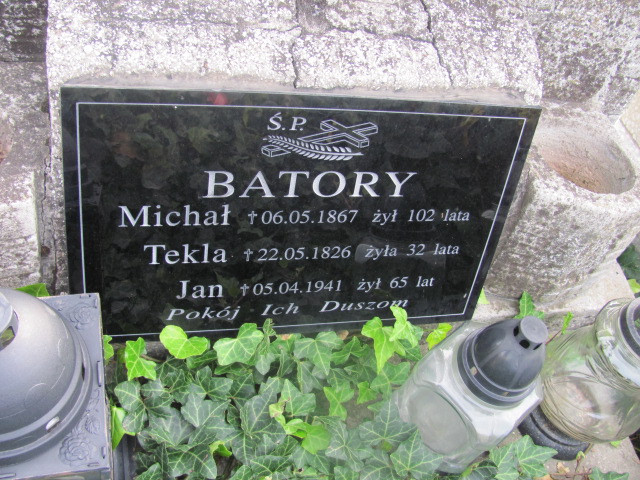 Ś.P.
BATORY
Michał †06.05.1867 żył 102 lata
Tekla †22.05.1826 żyła 32 lata
Jan †05.04.1941 żył 65 lat
Pokój Ich Duszom